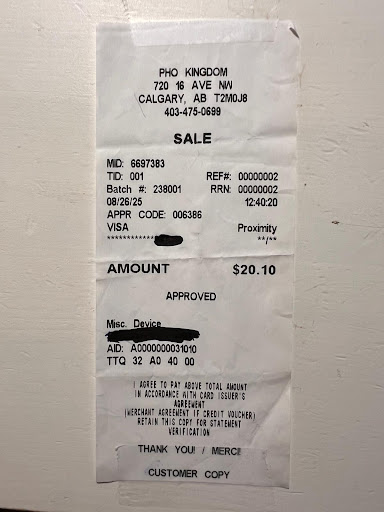 PHO KINGDOM
720 16 AVE NW
CALGARY, AB T2M0J8
403-475-0699
SALE
MID: 6697383
TID: 001 REF#: 00000002
Batch #: 238001 RRN: 00000002
08/26/25 12:40:20
APPR CODE: 006386
VISA Proximity
************ **/**
AMOUNT $20.10
APPROVED
Misc. Device
AID: A0000000031010
TTQ 32 A0 40 00
I AGREE TO PAY ABOVE TOTAL AMOUNT
IN ACCORDANCE WITH CARD ISSUER'S
AGREEMENT
(MERCHANT AGREEMENT IF CREDIT VOUCHER)
RETAIN THIS COPY FOR STATEMENT
VERIFICATION
THANK YOU! / MERCI!
CUSTOMER COPY